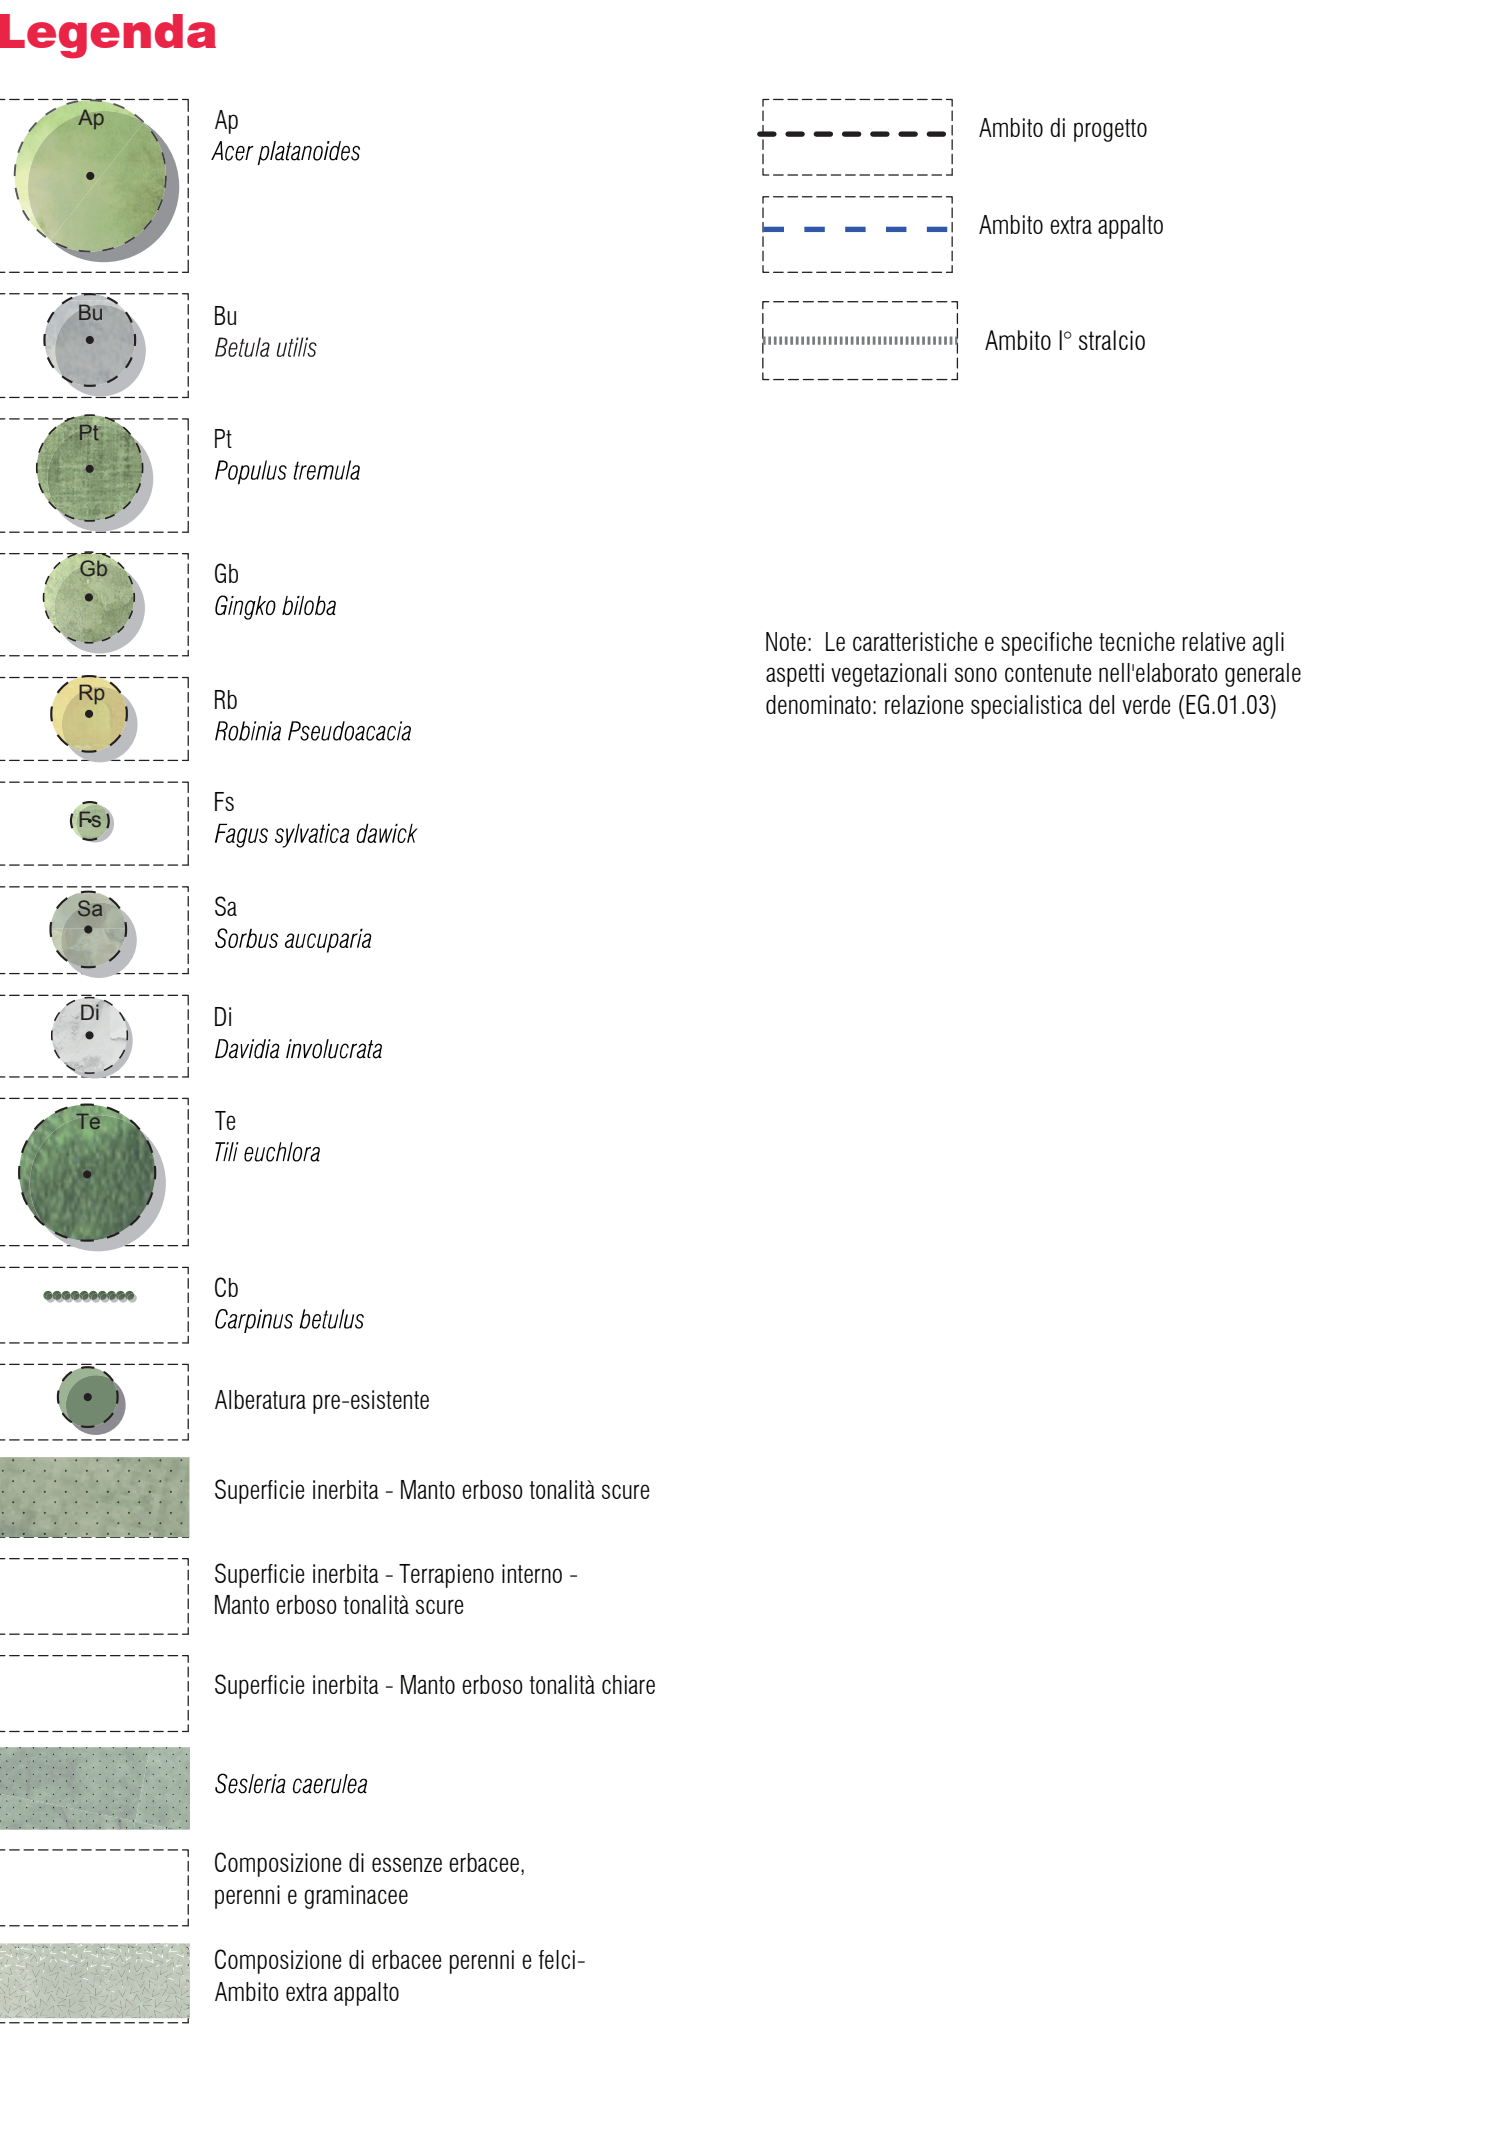 Legenda
Ap
Ap
Acer platanoides
Bu
Bu
Betula utilis
Pt
Pt
Populus tremula
Gb
Gb
Gingko biloba
Rp
Rb
Robinia Pseudoacacia
Fs
Fs
Fagus sylvatica dawick
Sa
Sa
Sorbus aucuparia
Di
Di
Davidia involucrata
Te
Te
Tili euchlora
Cb
Carpinus betulus
Alberatura pre-esistente
Superficie inerbita - Manto erboso tonalità scure
Superficie inerbita - Terrapieno interno -
Manto erboso tonalità scure
Superficie inerbita - Manto erboso tonalità chiare
Sesleria caerulea
Composizione di essenze erbacee,
perenni e graminacee
Composizione di erbacee perenni e felci-
Ambito extra appalto
Ambito di progetto
Ambito extra appalto
Ambito I° stralcio
Note:  Le caratteristiche e specifiche tecniche relative agli
aspetti vegetazionali sono contenute nell'elaborato generale
denominato: relazione specialistica del verde (EG.01.03)